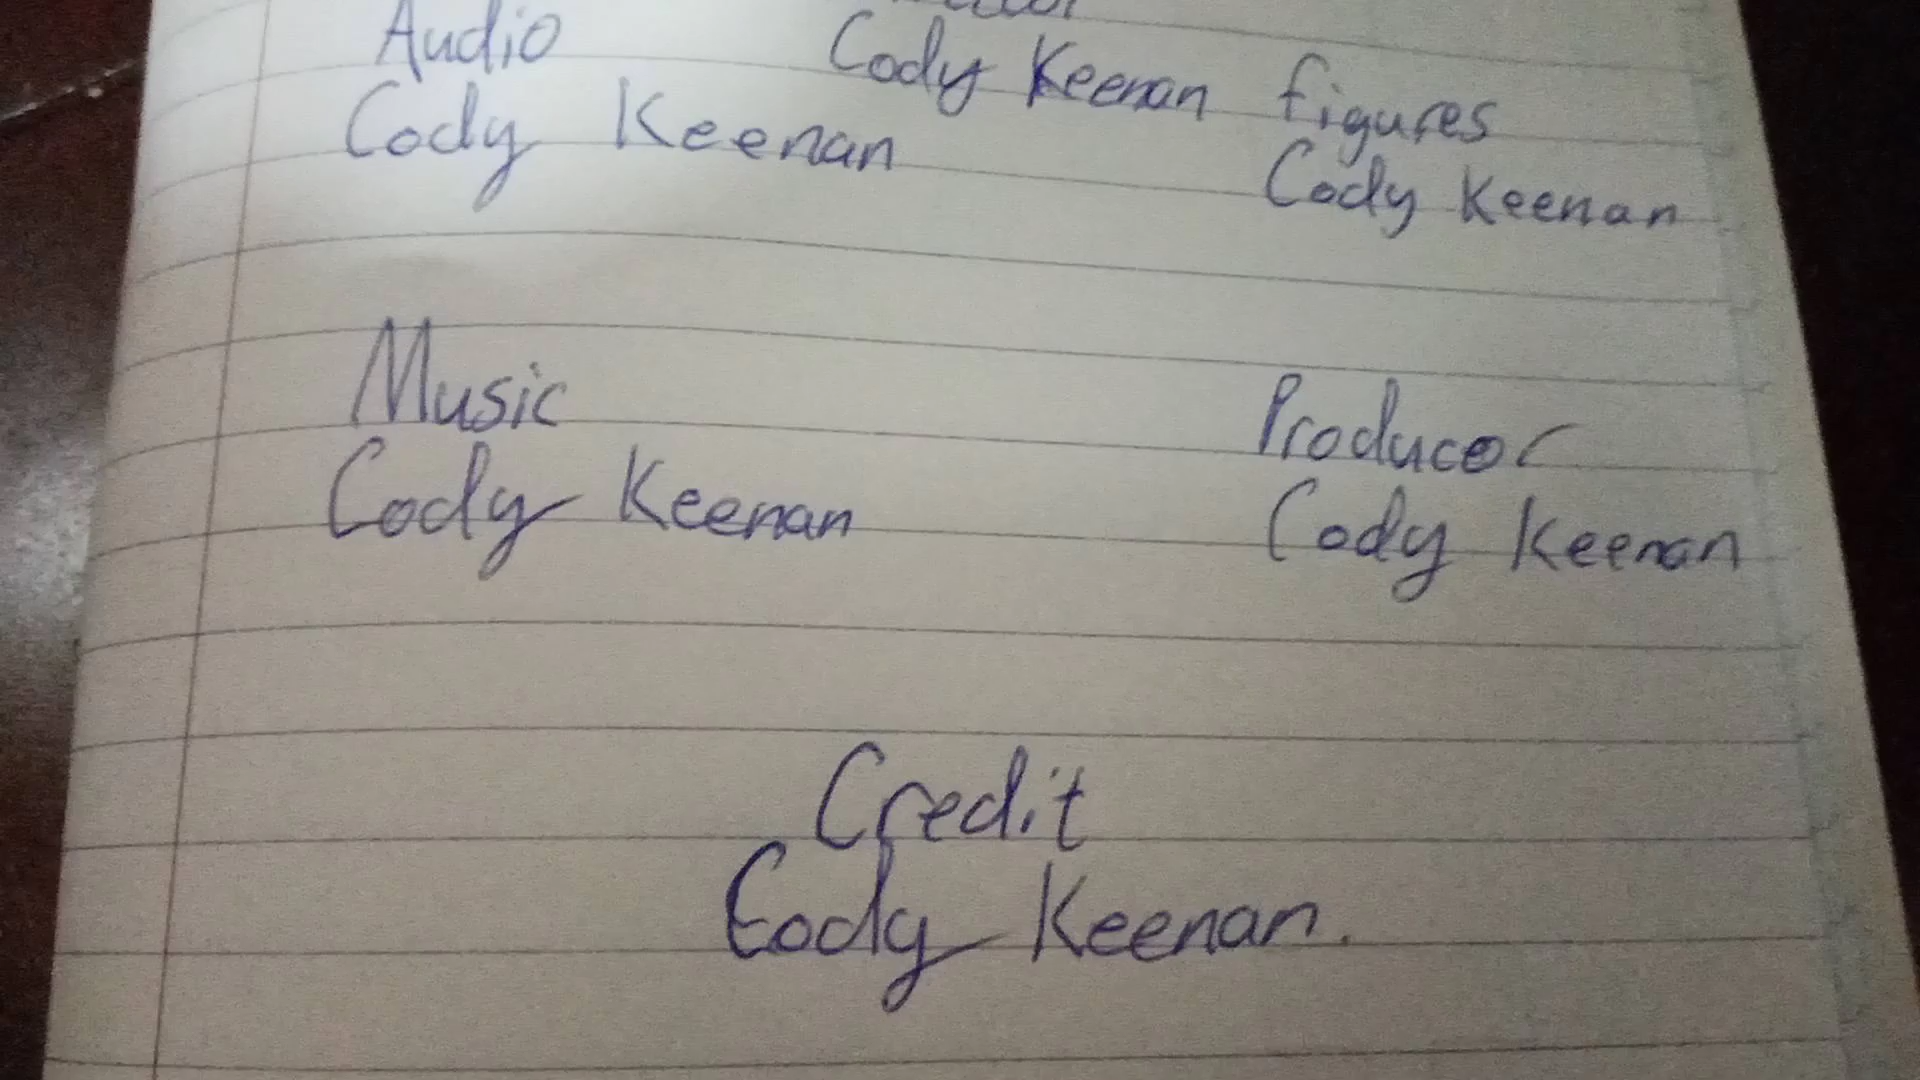 Audio
Cody Keenan
Cody Keenan
figures
Cody Keenan
Music
Cody Keenan
Producer
Cody Keenan
Credit
Cody Keenan.